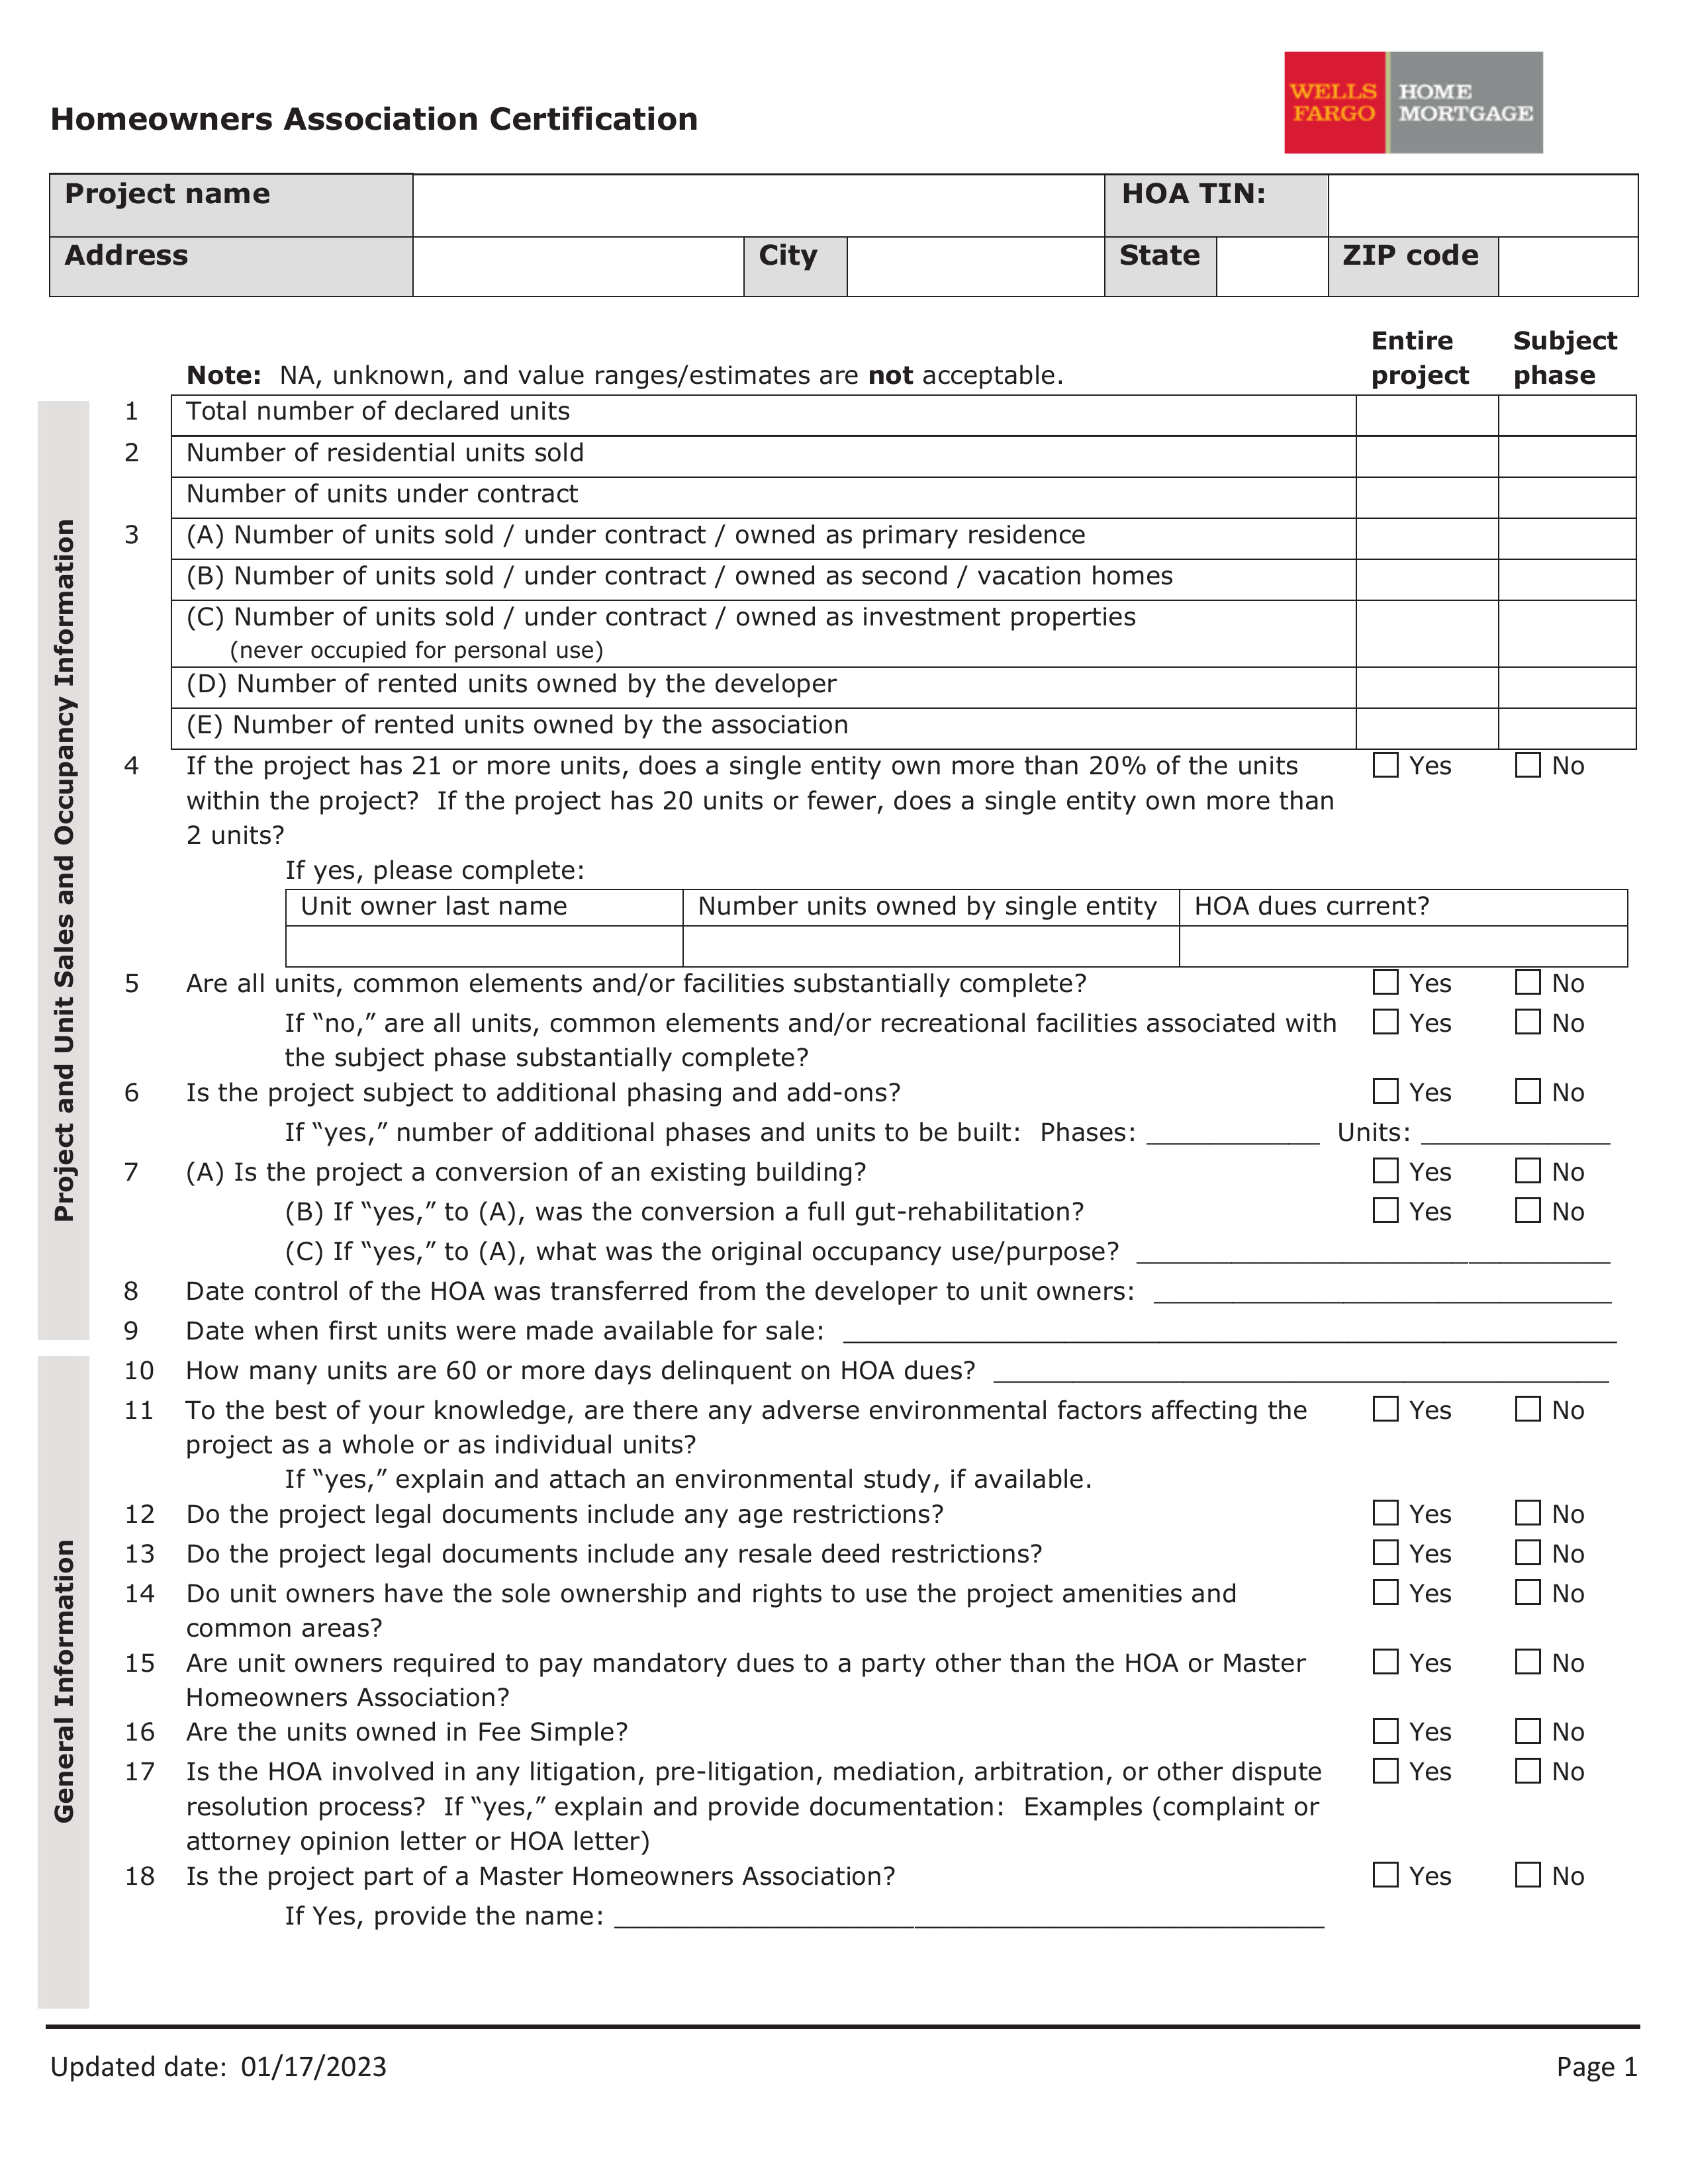 WELLS FARGO HOME MORTGAGE
Homeowners Association Certification
Project name HOA TIN:
Address City State ZIP code
Entire project Subject phase
Note: NA, unknown, and value ranges/estimates are not acceptable.
Project and Unit Sales and Occupancy Information
1 Total number of declared units
2 Number of residential units sold
Number of units under contract
3 (A) Number of units sold / under contract / owned as primary residence
(B) Number of units sold / under contract / owned as second / vacation homes
(C) Number of units sold / under contract / owned as investment properties
(never occupied for personal use)
(D) Number of rented units owned by the developer
(E) Number of rented units owned by the association
4 If the project has 21 or more units, does a single entity own more than 20% of the units Yes No
within the project? If the project has 20 units or fewer, does a single entity own more than
2 units?
If yes, please complete:
Unit owner last name Number units owned by single entity HOA dues current?
5 Are all units, common elements and/or facilities substantially complete? Yes No
If “no,” are all units, common elements and/or recreational facilities associated with Yes No
the subject phase substantially complete?
6 Is the project subject to additional phasing and add-ons? Yes No
If “yes,” number of additional phases and units to be built: Phases: Units:
7 (A) Is the project a conversion of an existing building? Yes No
(B) If “yes,” to (A), was the conversion a full gut-rehabilitation? Yes No
(C) If “yes,” to (A), what was the original occupancy use/purpose?
8 Date control of the HOA was transferred from the developer to unit owners:
9 Date when first units were made available for sale:
General Information
10 How many units are 60 or more days delinquent on HOA dues?
11 To the best of your knowledge, are there any adverse environmental factors affecting the Yes No
project as a whole or as individual units?
If “yes,” explain and attach an environmental study, if available.
12 Do the project legal documents include any age restrictions? Yes No
13 Do the project legal documents include any resale deed restrictions? Yes No
14 Do unit owners have the sole ownership and rights to use the project amenities and Yes No
common areas?
15 Are unit owners required to pay mandatory dues to a party other than the HOA or Master Yes No
Homeowners Association?
16 Are the units owned in Fee Simple? Yes No
17 Is the HOA involved in any litigation, pre-litigation, mediation, arbitration, or other dispute Yes No
resolution process? If “yes,” explain and provide documentation: Examples (complaint or
attorney opinion letter or HOA letter)
18 Is the project part of a Master Homeowners Association? Yes No
If Yes, provide the name:
Updated date: 01/17/2023 Page 1